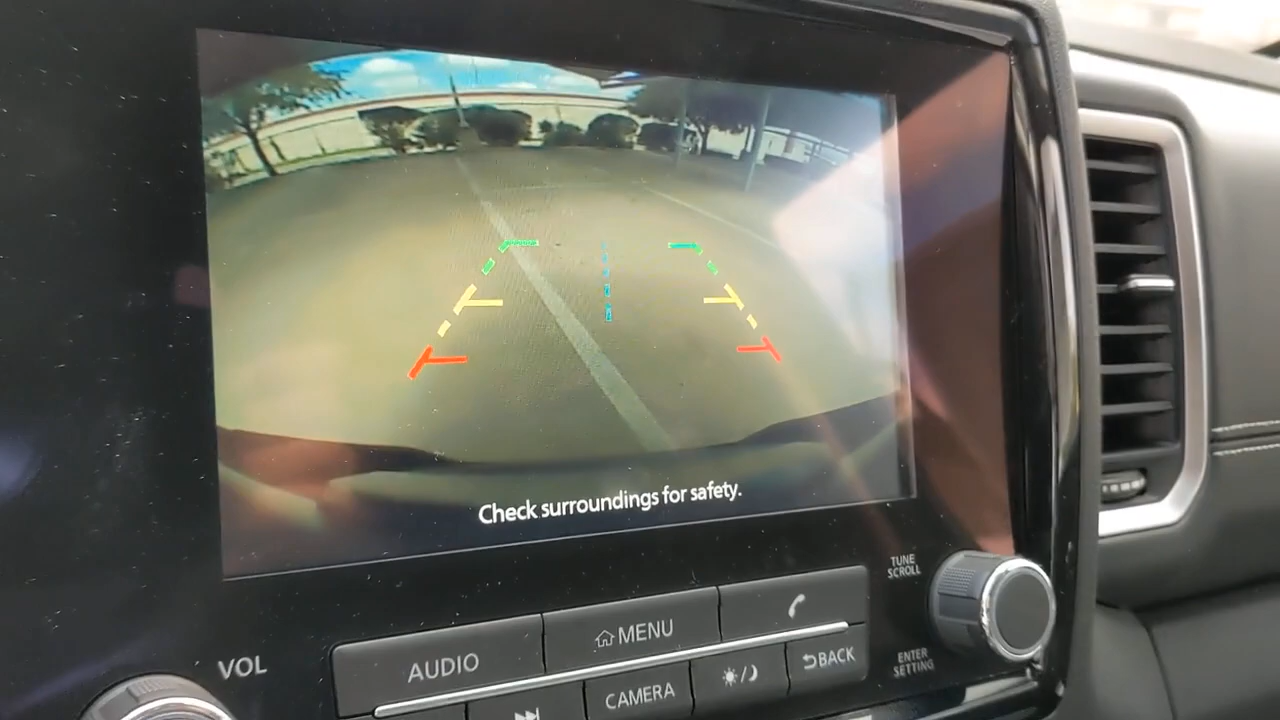 Check surroundings for safety.
TUNE
SCROLL
VOL
AUDIO
MENU
ENTER
SETTING
CAMERA
BACK